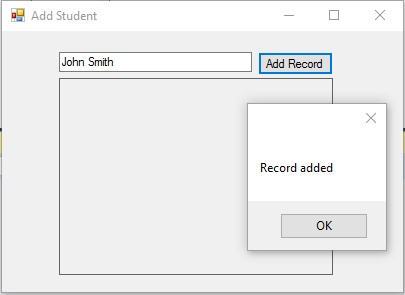 Add Student
John Smith
Add Record
Record added
OK